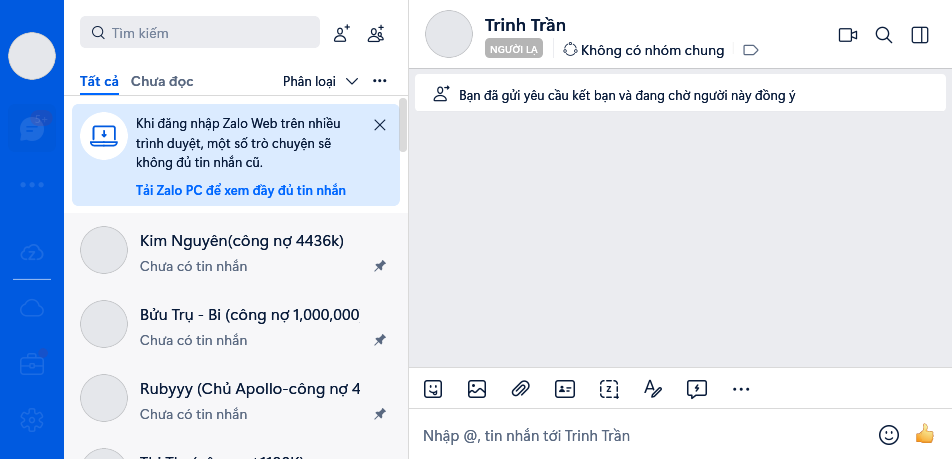 Tìm kiếm
Tất cả
Chưa đọc
Phân loại
Khi đăng nhập Zalo Web trên nhiều
trình duyệt, một số trò chuyện sẽ
không đủ tin nhắn cũ.
Tải Zalo PC để xem đầy đủ tin nhắn
Kim Nguyên(công nợ 4436k)
Chưa có tin nhắn
Bửu Trụ - Bi (công nợ 1,000,000
Chưa có tin nhắn
Rubyyy (Chủ Apollo-công nợ 4
Chưa có tin nhắn
Trinh Trần
NGƯỜI LẠ
Không có nhóm chung
Bạn đã gửi yêu cầu kết bạn và đang chờ người này đồng ý
Nhập @, tin nhắn tới Trinh Trần